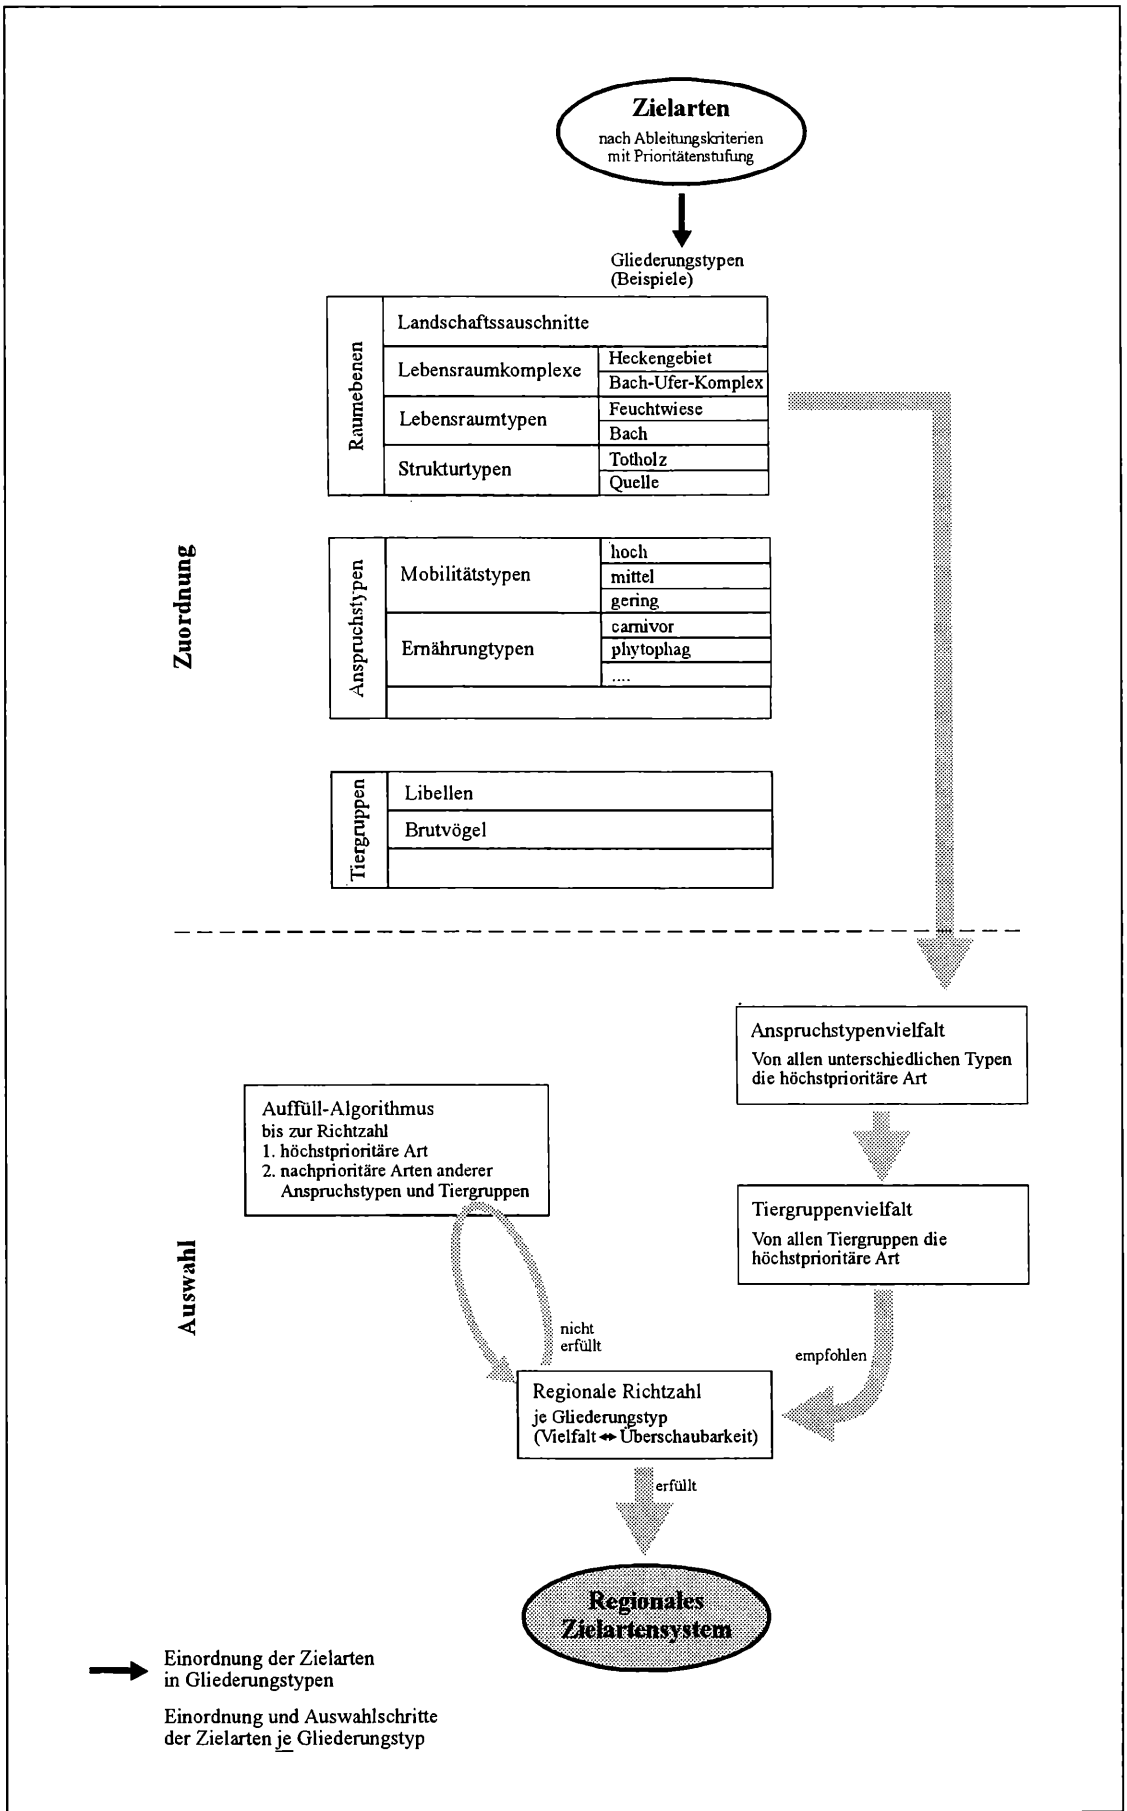 Zielarten
nach Ableitungskriterien
mit Prioritätenstufung
Gliederungstypen
(Beispiele)
Zuordnung
Raumebenen
Landschaftssauschnitte
Lebensraumkomplexe
Heckengebiet
Bach-Ufer-Komplex
Lebensraumtypen
Feuchtwiese
Bach
Strukturtypen
Totholz
Quelle
Anspruchstypen
Mobilitätstypen
hoch
mittel
gering
Ernährungtypen
carnivor
phytophag
....
Tiergruppen
Libellen
Brutvögel
Auswahl
Anspruchstypenvielfalt
Von allen unterschiedlichen Typen
die höchstprioritäre Art
Auffüll-Algorithmus
bis zur Richtzahl
1. höchstprioritäre Art
2. nachprioritäre Arten anderer
Anspruchstypen und Tiergruppen
Tiergruppenvielfalt
Von allen Tiergruppen die
höchstprioritäre Art
nicht
erfüllt
empfohlen
Regionale Richtzahl
je Gliederungstyp
(Vielfalt ↔ Überschaubarkeit)
erfüllt
Regionales
Zielartensystem
Einordnung der Zielarten
in Gliederungstypen
Einordnung und Auswahlschritte
der Zielarten je Gliederungstyp